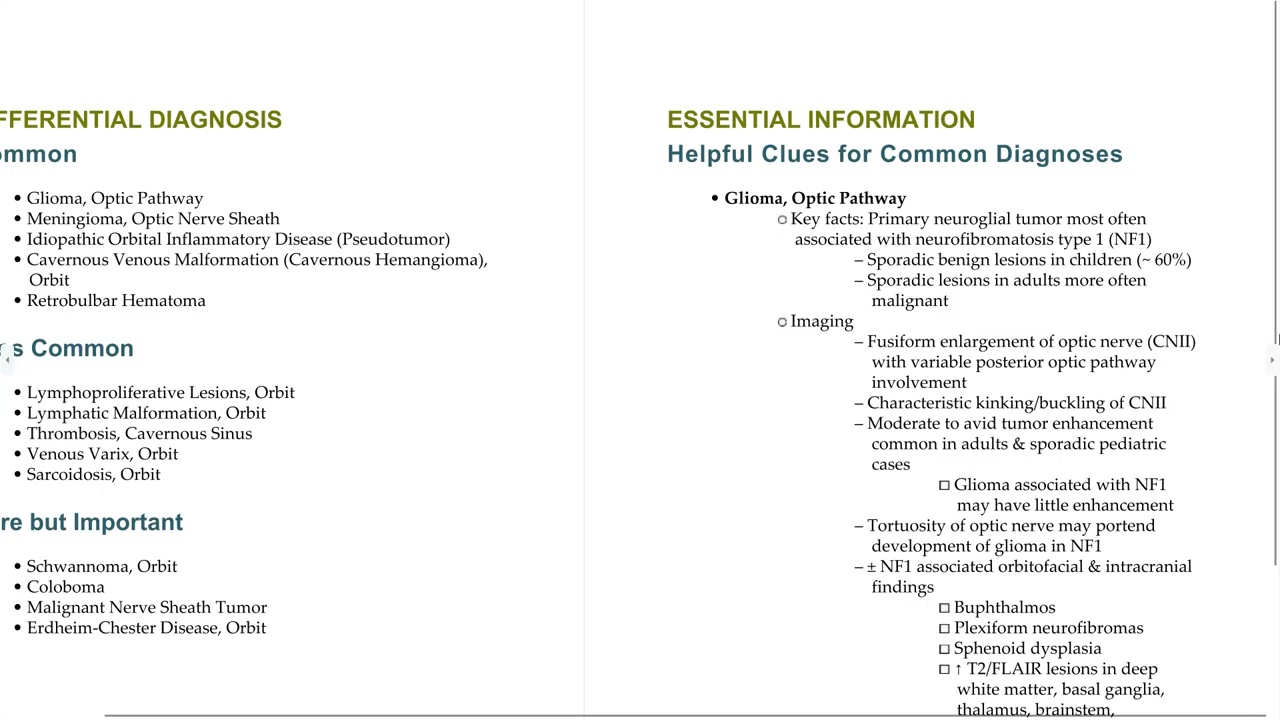 FFERENTIAL DIAGNOSIS
ommon
• Glioma, Optic Pathway
• Meningioma, Optic Nerve Sheath
• Idiopathic Orbital Inflammatory Disease (Pseudotumor)
• Cavernous Venous Malformation (Cavernous Hemangioma),
Orbit
• Retrobulbar Hematoma
s Common
• Lymphoproliferative Lesions, Orbit
• Lymphatic Malformation, Orbit
• Thrombosis, Cavernous Sinus
• Venous Varix, Orbit
• Sarcoidosis, Orbit
re but Important
• Schwannoma, Orbit
• Coloboma
• Malignant Nerve Sheath Tumor
• Erdheim-Chester Disease, Orbit
ESSENTIAL INFORMATION
Helpful Clues for Common Diagnoses
• Glioma, Optic Pathway
○ Key facts: Primary neuroglial tumor most often
associated with neurofibromatosis type 1 (NF1)
– Sporadic benign lesions in children (~ 60%)
– Sporadic lesions in adults more often
malignant
○ Imaging
– Fusiform enlargement of optic nerve (CNII)
with variable posterior optic pathway
involvement
– Characteristic kinking/buckling of CNII
– Moderate to avid tumor enhancement
common in adults & sporadic pediatric
cases
□ Glioma associated with NF1
may have little enhancement
– Tortuosity of optic nerve may portend
development of glioma in NF1
– ± NF1 associated orbitofacial & intracranial
findings
□ Buphthalmos
□ Plexiform neurofibromas
□ Sphenoid dysplasia
□ ↑ T2/FLAIR lesions in deep
white matter, basal ganglia,
thalamus, brainstem,